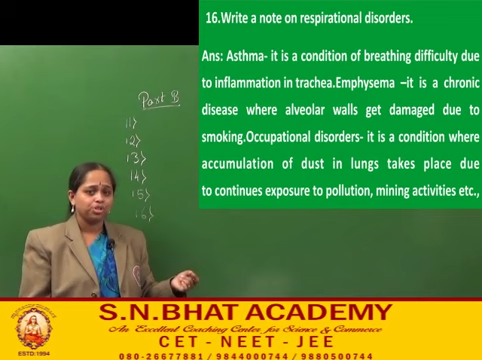 16.Write a note on respirational disorders.
Ans: Asthma- it is a condition of breathing difficulty due
to inflammation in trachea.Emphysema –it is a chronic
disease where alveolar walls get damaged due to
smoking.Occupational disorders- it is a condition where
accumulation of dust in lungs takes place due
to continues exposure to pollution, mining activities etc.,
Part B
11)
12)
13)
14)
15)
16)
S.N.BHAT ACADEMY
An Excellent Coaching Center for Science & Commerce
CET - NEET - JEE
ESTD:1994
080-26677881 / 9844000744 / 9880500744